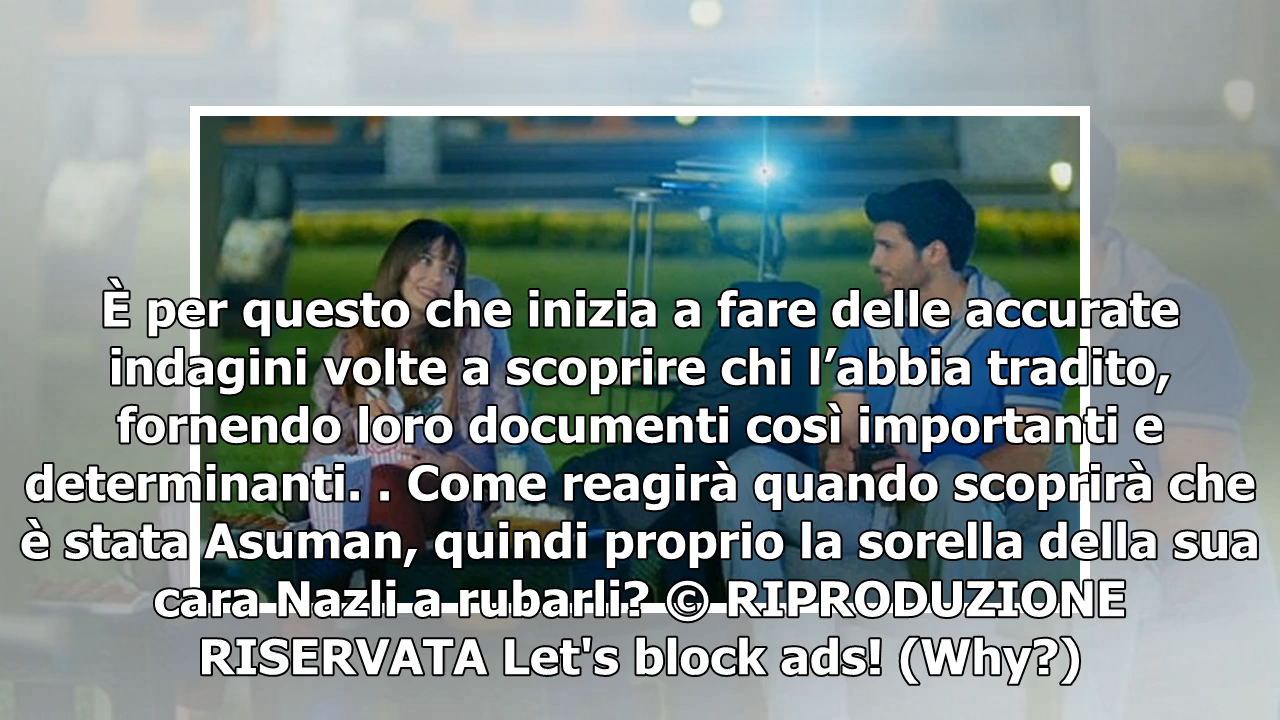 È per questo che inizia a fare delle accurate
indagini volte a scoprire chi l’abbia tradito,
fornendo loro documenti così importanti e
determinanti. . Come reagirà quando scoprirà che
è stata Asuman, quindi proprio la sorella della sua
cara Nazli a rubarli? © RIPRODUZIONE
RISERVATA Let's block ads! (Why?)